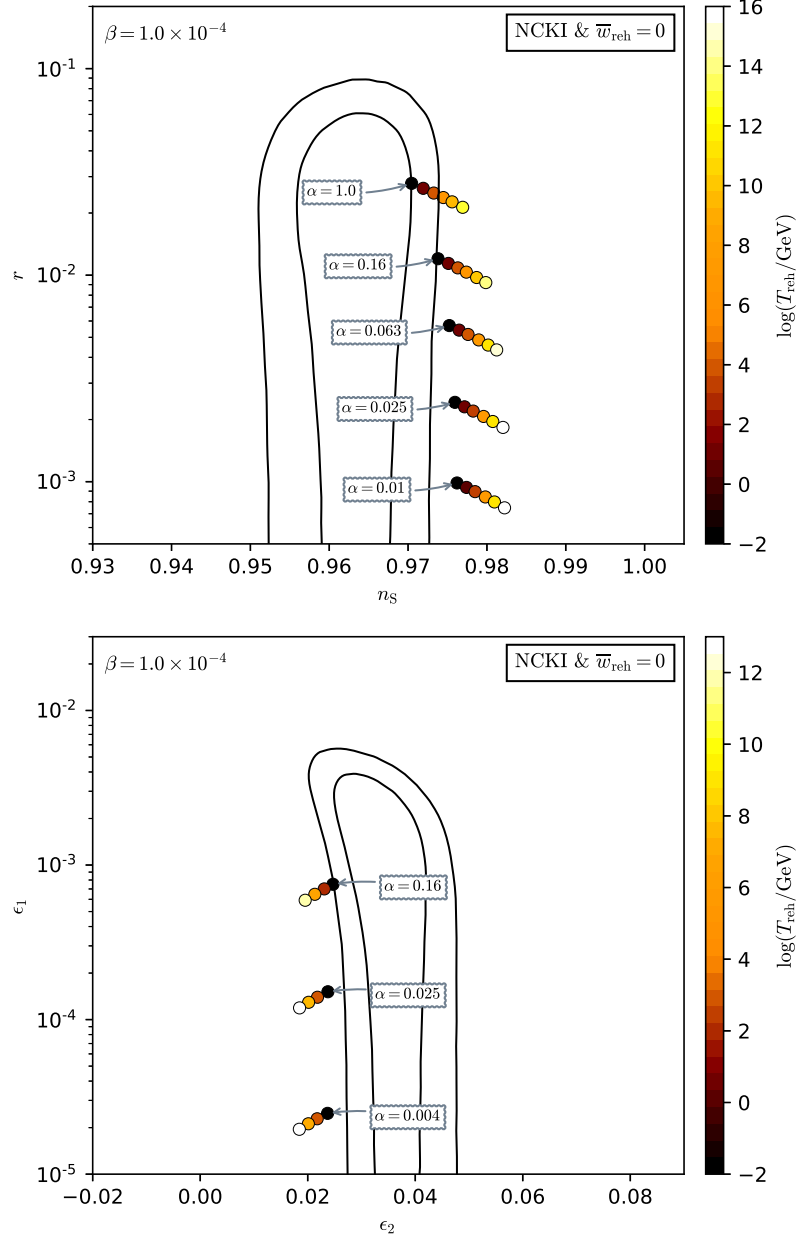 β = 1.0 × 10⁻⁴
NCKI & w̅_reh = 0
10⁻¹
10⁻²
10⁻³
r
α = 1.0
α = 0.16
α = 0.063
α = 0.025
α = 0.01
0.93 0.94 0.95 0.96 0.97 0.98 0.99 1.00
n_S
16
14
12
10
8
6
4
2
0
−2
log(T_reh/GeV)
β = 1.0 × 10⁻⁴
NCKI & w̅_reh = 0
10⁻²
10⁻³
10⁻⁴
10⁻⁵
ϵ₁
α = 0.16
α = 0.025
α = 0.004
−0.02 0.00 0.02 0.04 0.06 0.08
ϵ₂
12
10
8
6
4
2
0
−2
log(T_reh/GeV)